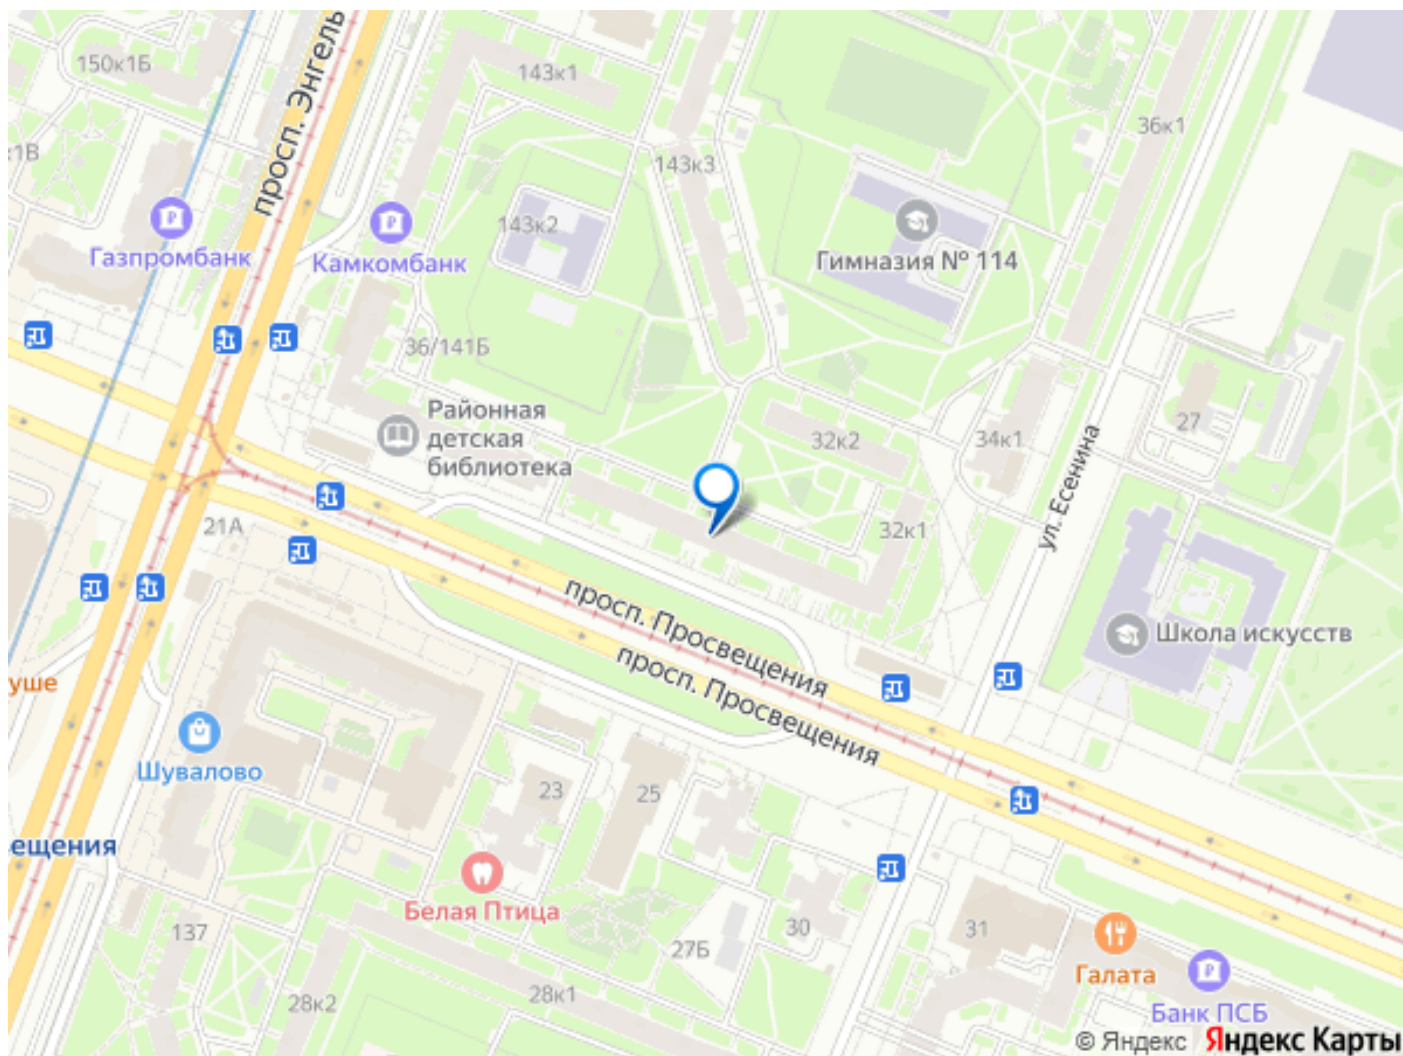 150к1Б
143к1
просп. Энгель
36к1
к1В
143к3
143к2
Газпромбанк
Камкомбанк
Гимназия № 114
36/141Б
Районная
детская
библиотека
32к2
34к1
27
ул. Есенина
21А
32к1
просп. Просвещения
просп. Просвещения
Школа искусств
уше
Шувалово
23
25
ещения
Белая Птица
137
27Б
30
31
Галата
28к2
28к1
Банк ПСБ
© Яндекс Яндекс Карты